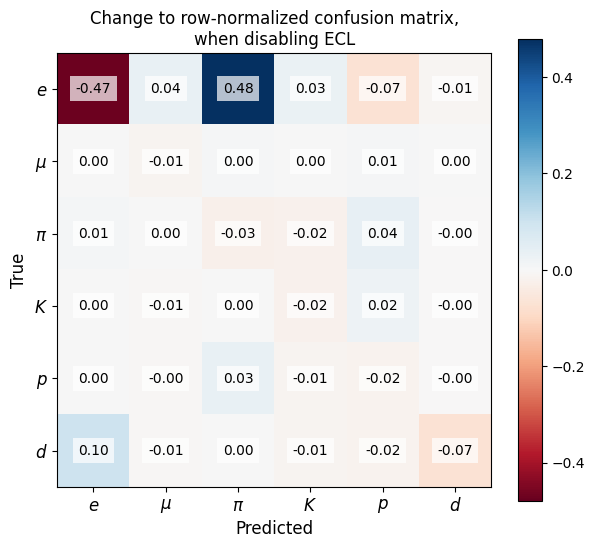 Change to row-normalized confusion matrix,
when disabling ECL
e -0.47 0.04 0.48 0.03 -0.07 -0.01
μ 0.00 -0.01 0.00 0.00 0.01 0.00
π 0.01 0.00 -0.03 -0.02 0.04 -0.00
K 0.00 -0.01 0.00 -0.02 0.02 -0.00
p 0.00 -0.00 0.03 -0.01 -0.02 -0.00
d 0.10 -0.01 0.00 -0.01 -0.02 -0.07
e μ π K p d
Predicted
True
0.4
0.2
0.0
−0.2
−0.4